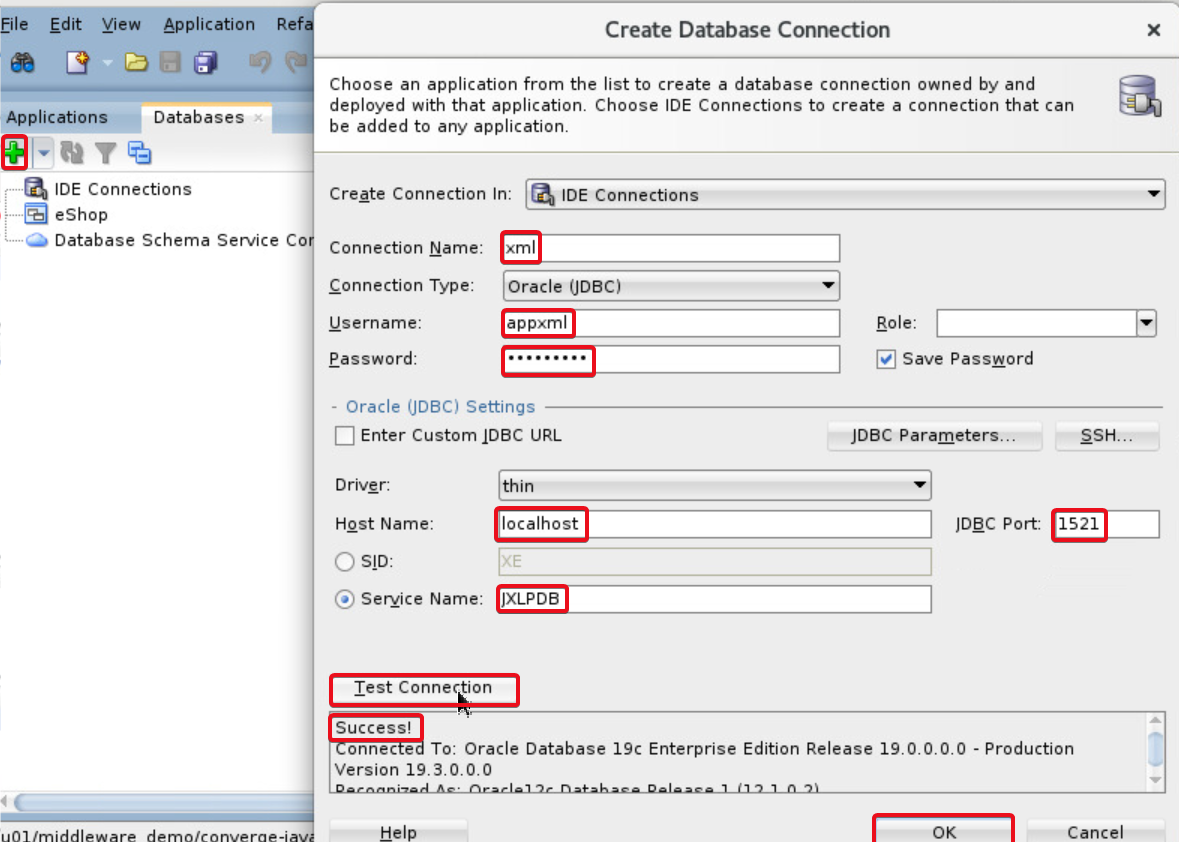 File Edit View Application Refa
Applications
Databases
IDE Connections
eShop
Database Schema Service Cor
u01/middleware_demo/converge-java
Create Database Connection
Choose an application from the list to create a database connection owned by and
deployed with that application. Choose IDE Connections to create a connection that can
be added to any application.
Create Connection In: IDE Connections
Connection Name: xml
Connection Type: Oracle (JDBC)
Username: appxml Role:
Password: ••••••••• Save Password
- Oracle (JDBC) Settings
Enter Custom JDBC URL JDBC Parameters... SSH...
Driver: thin
Host Name: localhost JDBC Port: 1521
SID: XE
Service Name: JXLPDB
Test Connection
Success!
Connected To: Oracle Database 19c Enterprise Edition Release 19.0.0.0.0 - Production
Version 19.3.0.0.0
Recognized As: Oracle12c Database Release 1 (12.1.0.2)
Help OK Cancel